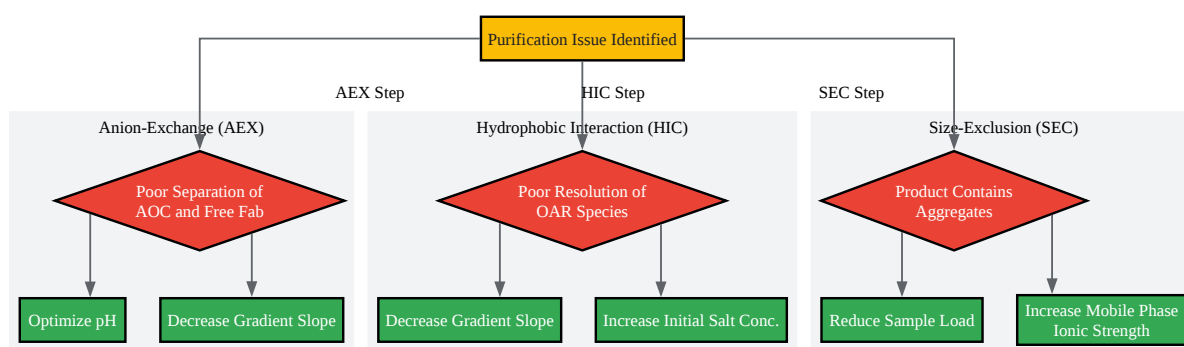 Purification Issue Identified
AEX Step
HIC Step
SEC Step
Anion-Exchange (AEX)
Hydrophobic Interaction (HIC)
Size-Exclusion (SEC)
Poor Separation of
AOC and Free Fab
Poor Resolution of
OAR Species
Product Contains
Aggregates
Optimize pH
Decrease Gradient Slope
Decrease Gradient Slope
Increase Initial Salt Conc.
Reduce Sample Load
Increase Mobile Phase
Ionic Strength